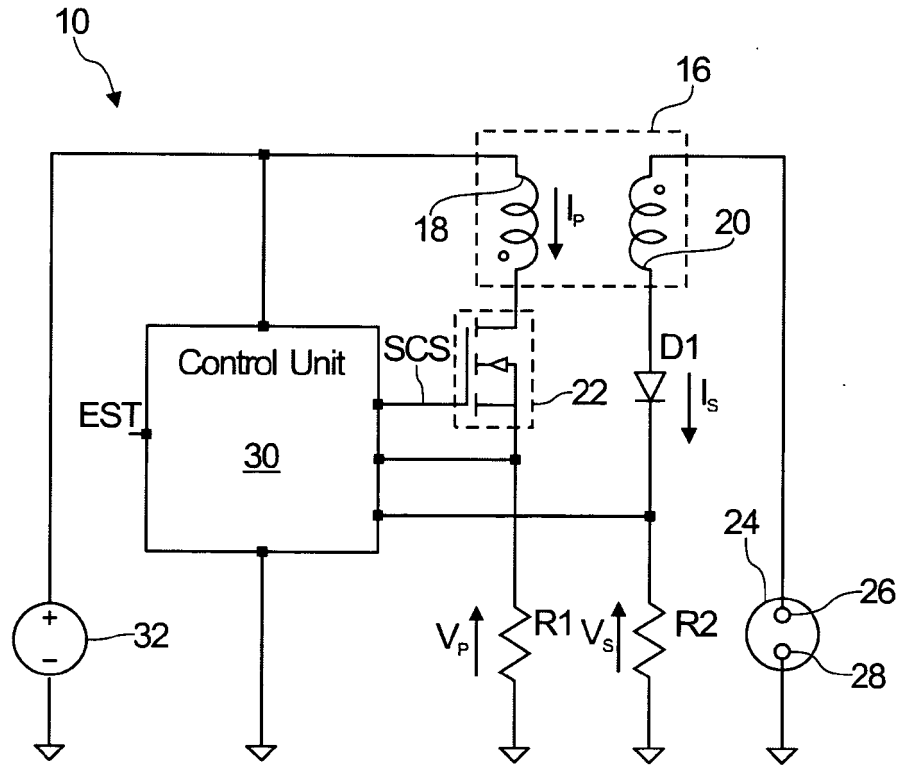 10
16
18
I_P
20
Control Unit
SCS
D1
22
I_S
EST
30
24
26
+
−
32
V_P
R1
V_S
R2
28